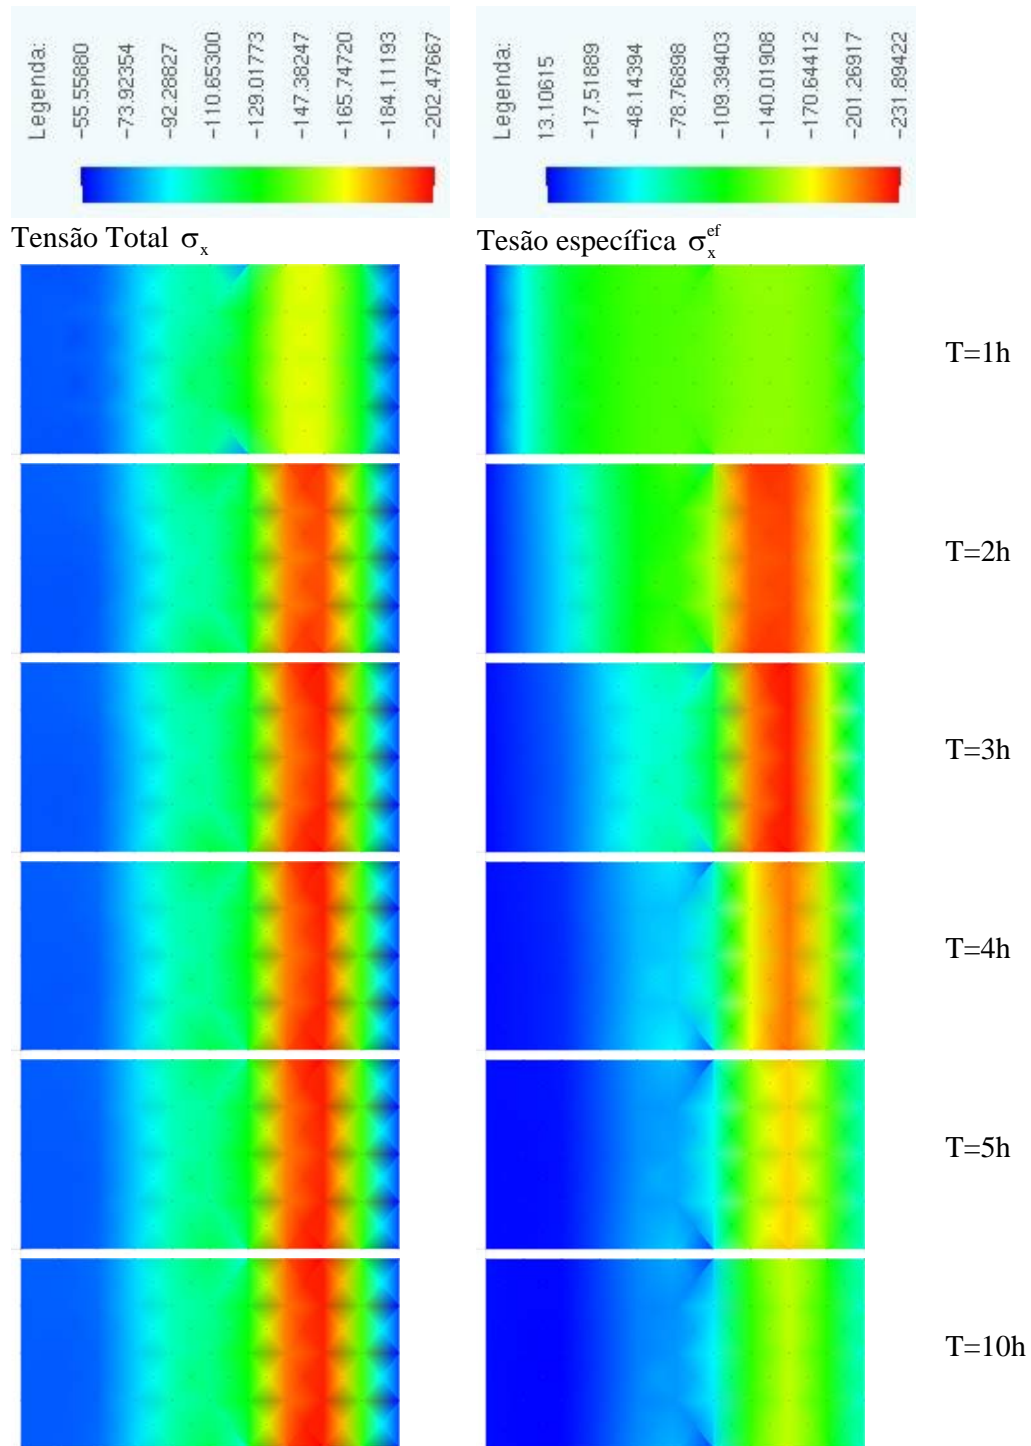 Legenda:
-55.55880
-73.92354
-92.28827
-110.65300
-129.01773
-147.38247
-165.74720
-184.11193
-202.47667
Legenda:
13.10615
-17.51889
-48.14394
-78.76898
-109.39403
-140.01908
-170.64412
-201.26917
-231.89422
Tensão Total σx
Tesão específica σx^ef
T=1h
T=2h
T=3h
T=4h
T=5h
T=10h